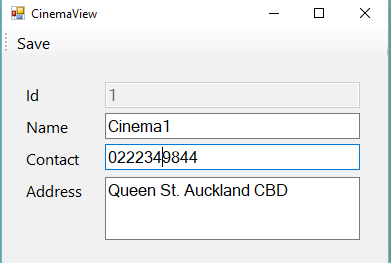 CinemaView
Save
Id 1
Name Cinema1
Contact 0222349844
Address Queen St. Auckland CBD